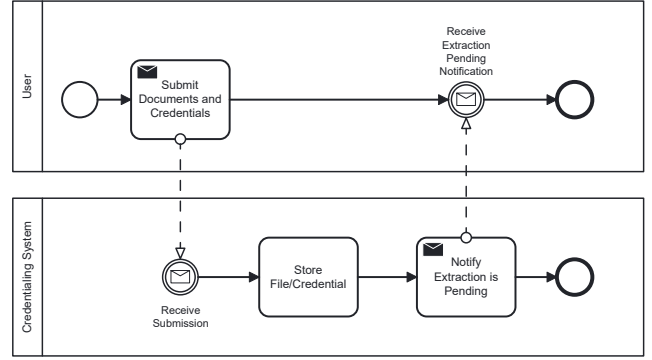 User
Submit
Documents and
Credentials
Receive
Extraction
Pending
Notification
Credentialing System
Receive
Submission
Store
File/Credential
Notify
Extraction is
Pending